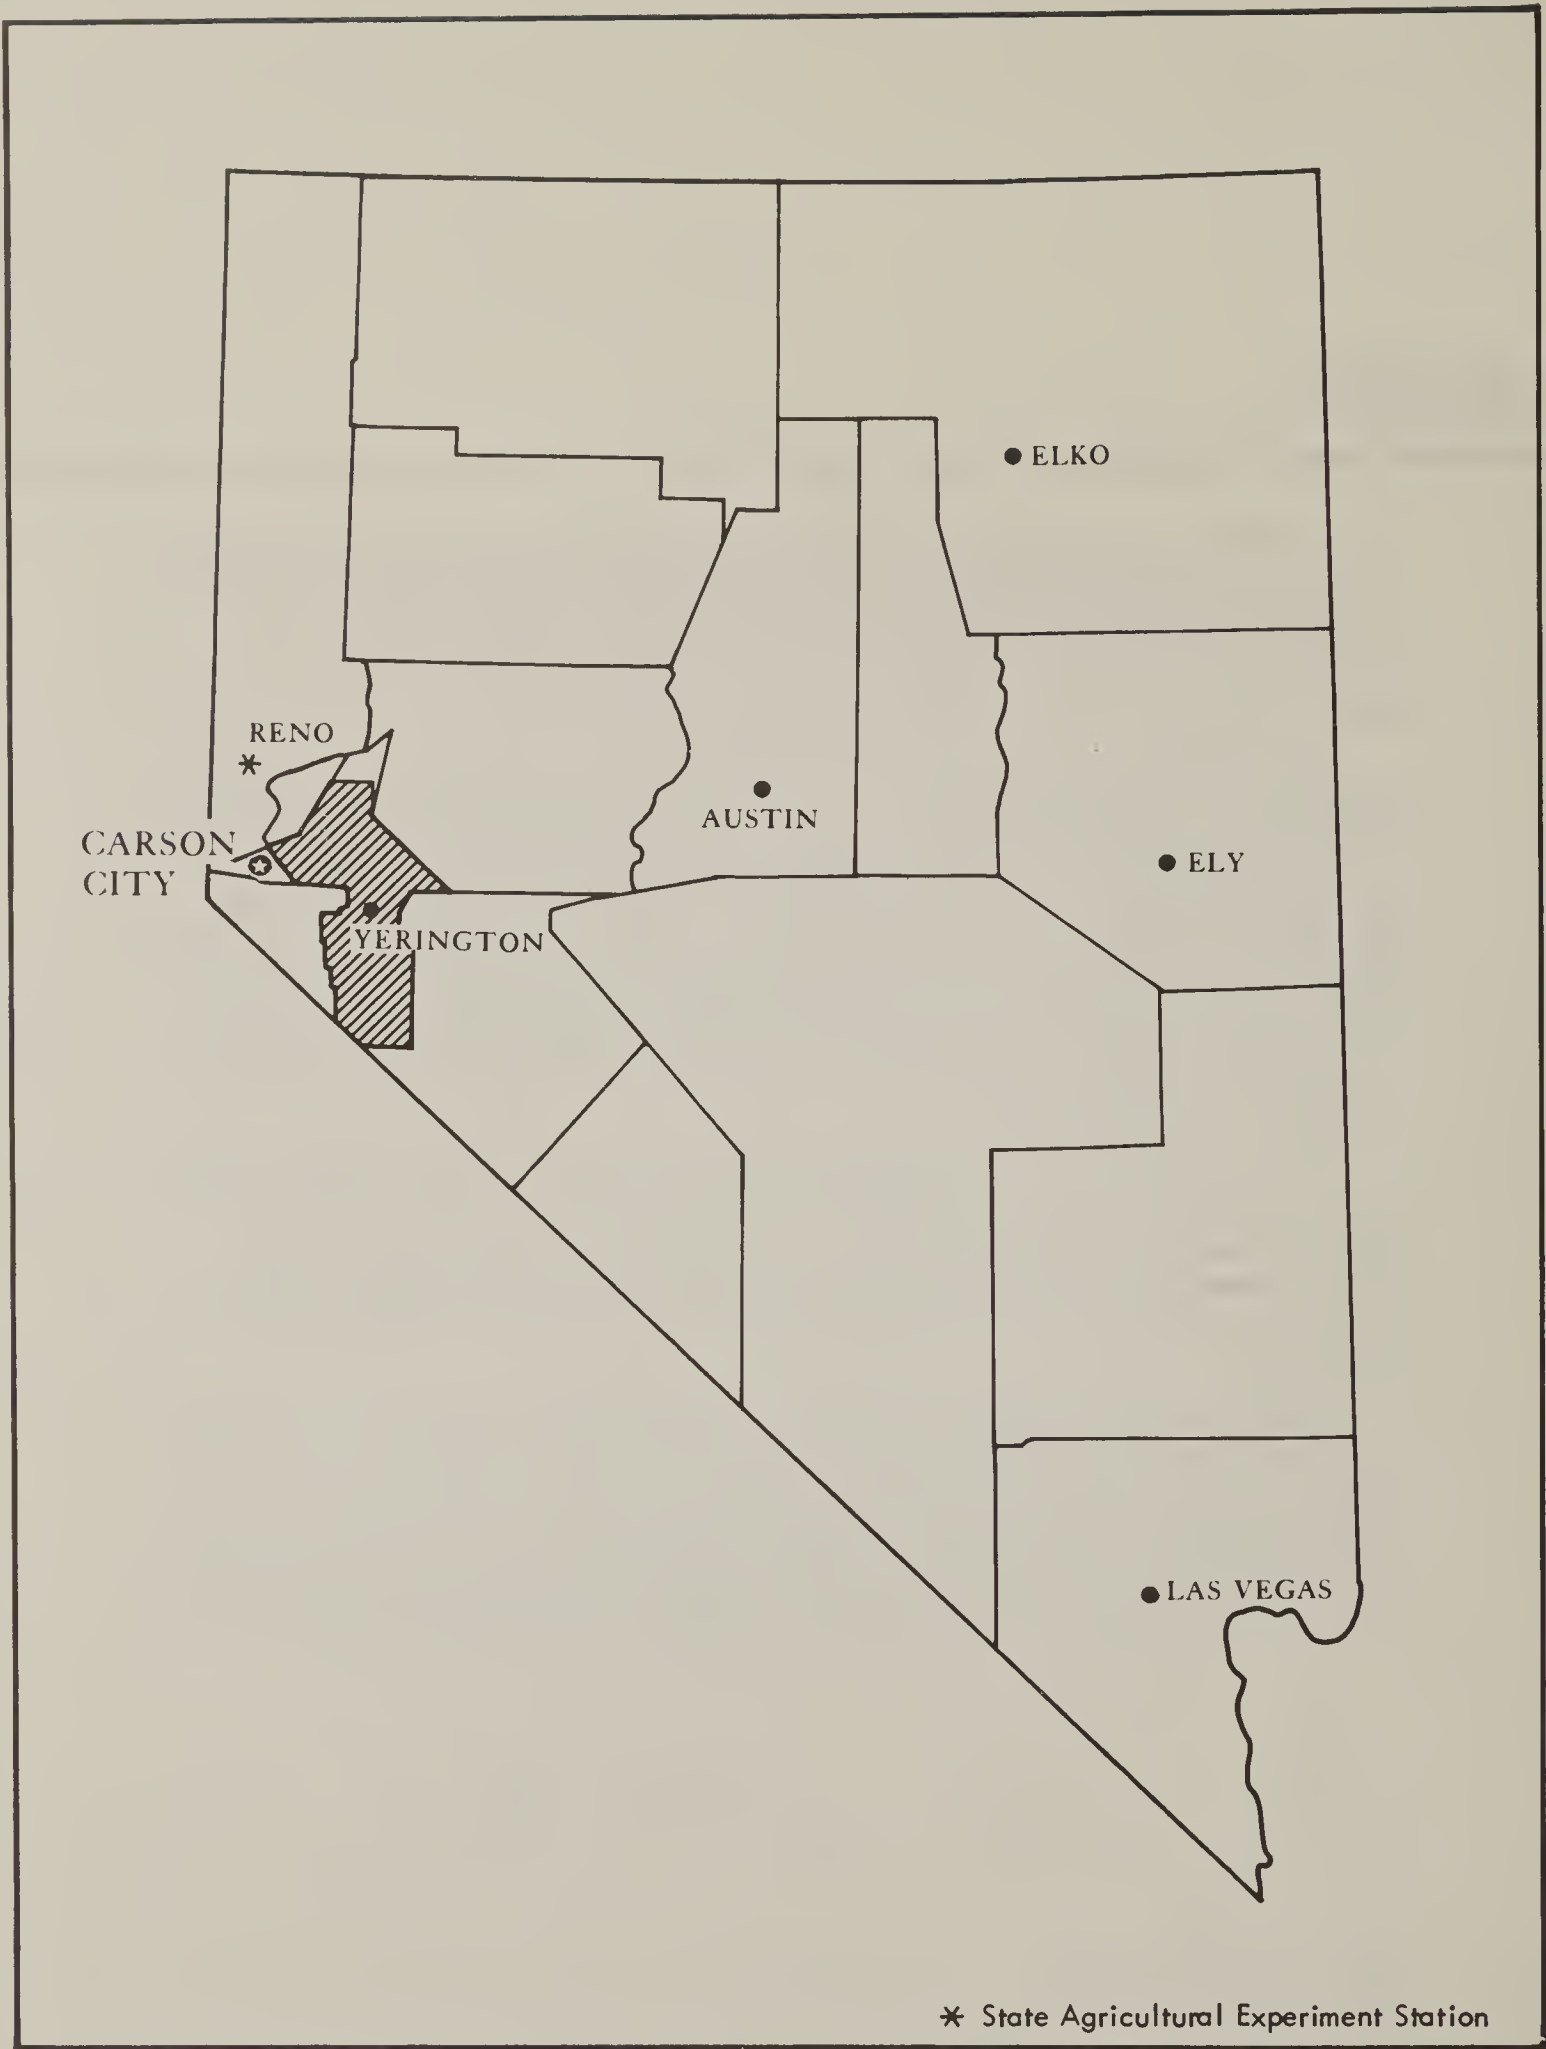 ELKO
RENO
AUSTIN
CARSON
CITY
ELY
YERINGTON
LAS VEGAS
* State Agricultural Experiment Station